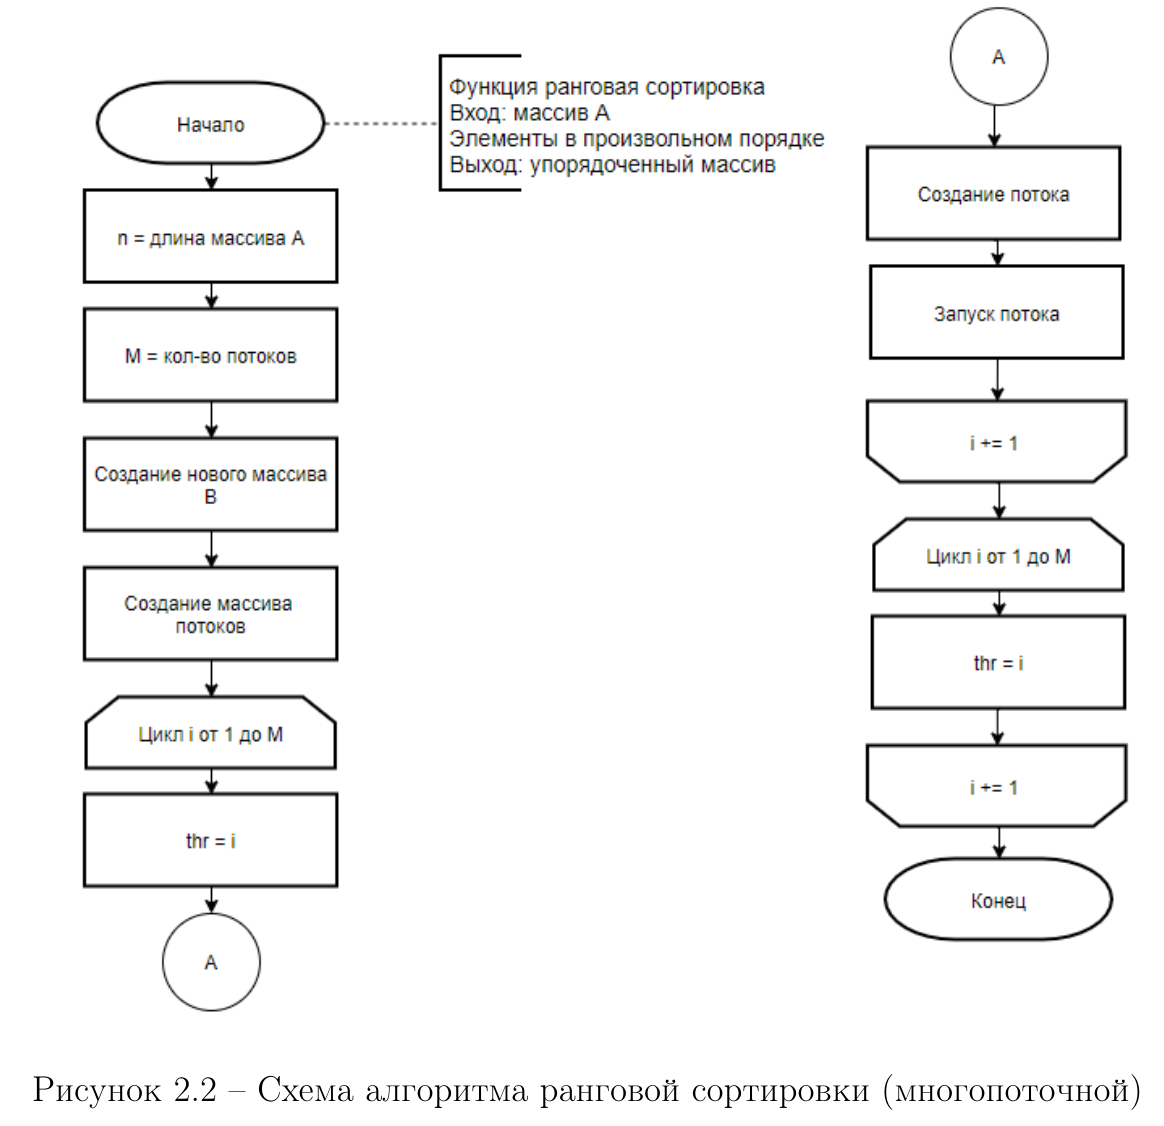 Начало
Функция ранговая сортировка
Вход: массив А
Элементы в произвольном порядке
Выход: упорядоченный массив
n = длина массива А
М = кол-во потоков
Создание нового массива
В
Создание массива
потоков
Цикл i от 1 до М
thr = i
А
А
Создание потока
Запуск потока
i += 1
Цикл i от 1 до М
thr = i
i += 1
Конец
Рисунок 2.2 – Схема алгоритма ранговой сортировки (многопоточной)